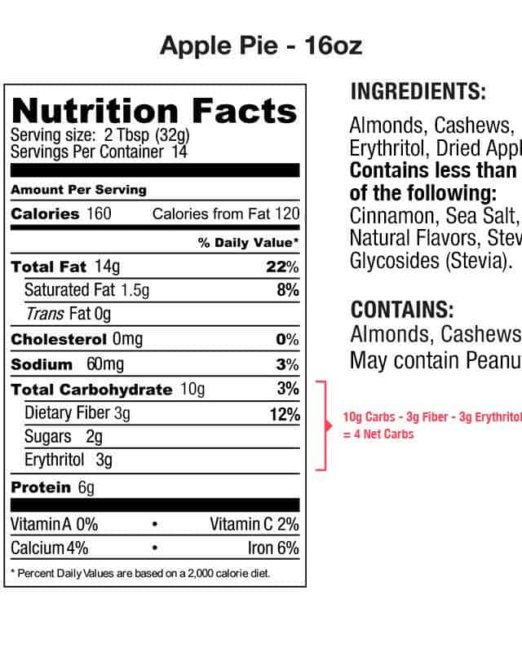 Apple Pie - 16oz
Nutrition Facts
Serving size: 2 Tbsp (32g)
Servings Per Container 14
Amount Per Serving
Calories 160 Calories from Fat 120
% Daily Value*
Total Fat 14g 22%
Saturated Fat 1.5g 8%
Trans Fat 0g
Cholesterol 0mg 0%
Sodium 60mg 3%
Total Carbohydrate 10g 3%
Dietary Fiber 3g 12%
Sugars 2g
Erythritol 3g
Protein 6g
Vitamin A 0% • Vitamin C 2%
Calcium 4% • Iron 6%
* Percent Daily Values are based on a 2,000 calorie diet.
INGREDIENTS:
Almonds, Cashews,
Erythritol, Dried
Contains less than
of the following:
Cinnamon, Sea Salt,
Natural Flavors,
Glycosides (Stevia).
CONTAINS:
Almonds, Cashews
May contain
10g Carbs - 3g Fiber - 3g Erythritol
= 4 Net Carbs